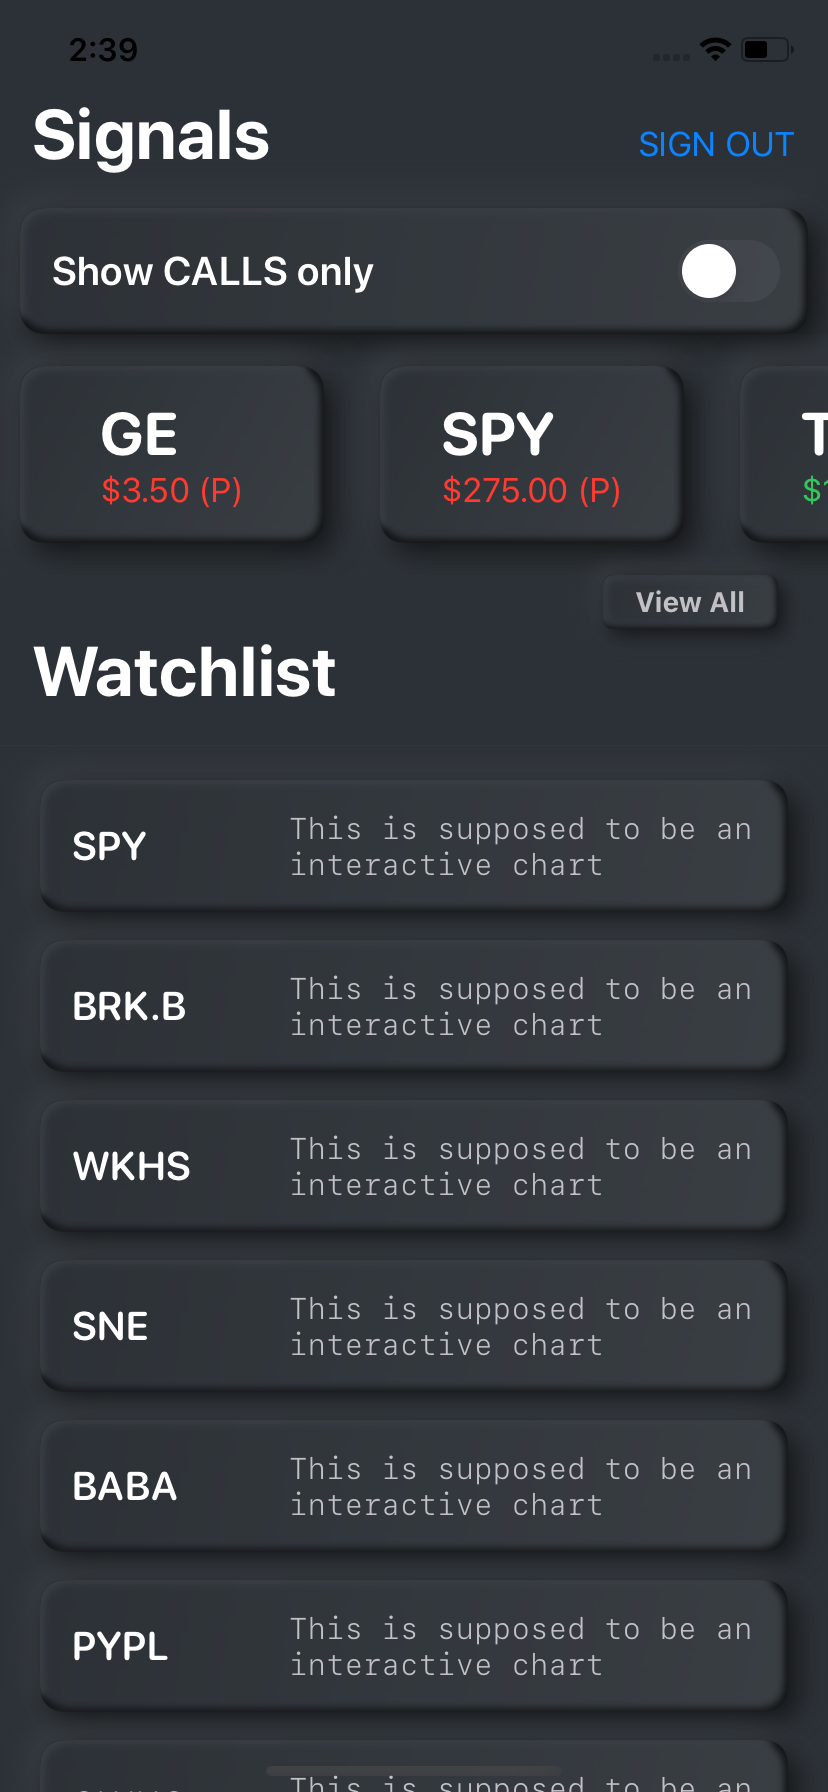 2:39
Signals
SIGN OUT
Show CALLS only
GE
$3.50 (P)
SPY
$275.00 (P)
View All
Watchlist
SPY
This is supposed to be an
interactive chart
BRK.B
This is supposed to be an
interactive chart
WKHS
This is supposed to be an
interactive chart
SNE
This is supposed to be an
interactive chart
BABA
This is supposed to be an
interactive chart
PYPL
This is supposed to be an
interactive chart
This is supposed to be an